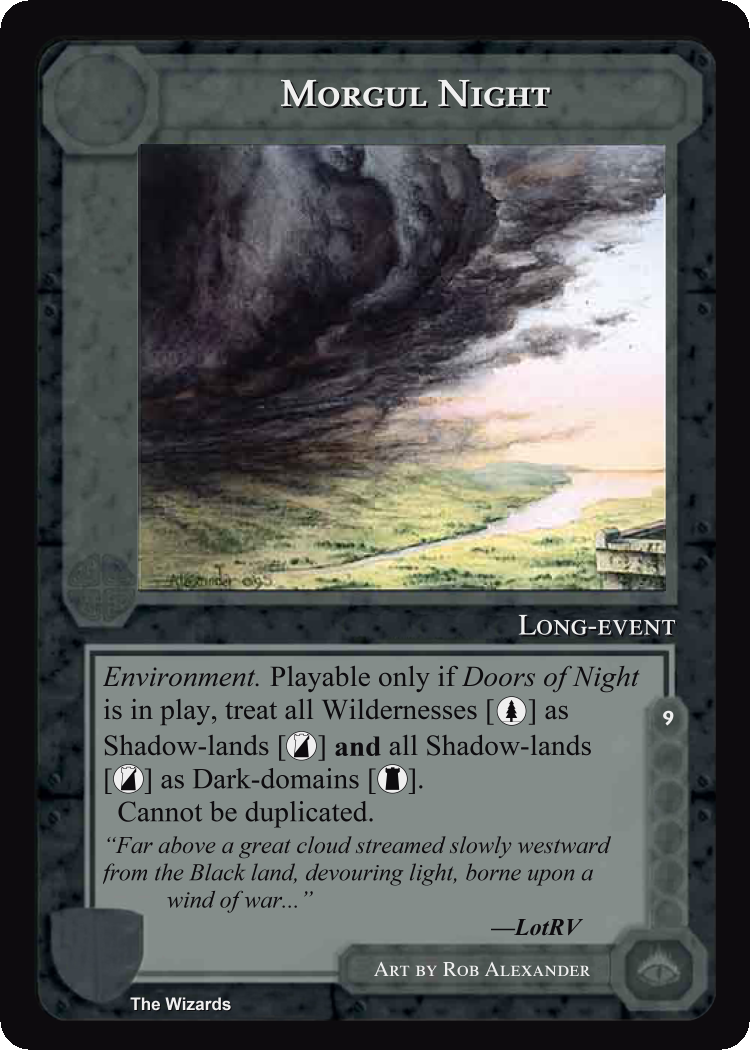 Morgul Night
Alexander ©95
Long-event
Environment. Playable only if Doors of Night
is in play, treat all Wildernesses [ ] as
Shadow-lands [ ] and all Shadow-lands
[ ] as Dark-domains [ ].
Cannot be duplicated.
“Far above a great cloud streamed slowly westward
from the Black land, devouring light, borne upon a
wind of war...”
—LotRV
9
Art by Rob Alexander
The Wizards